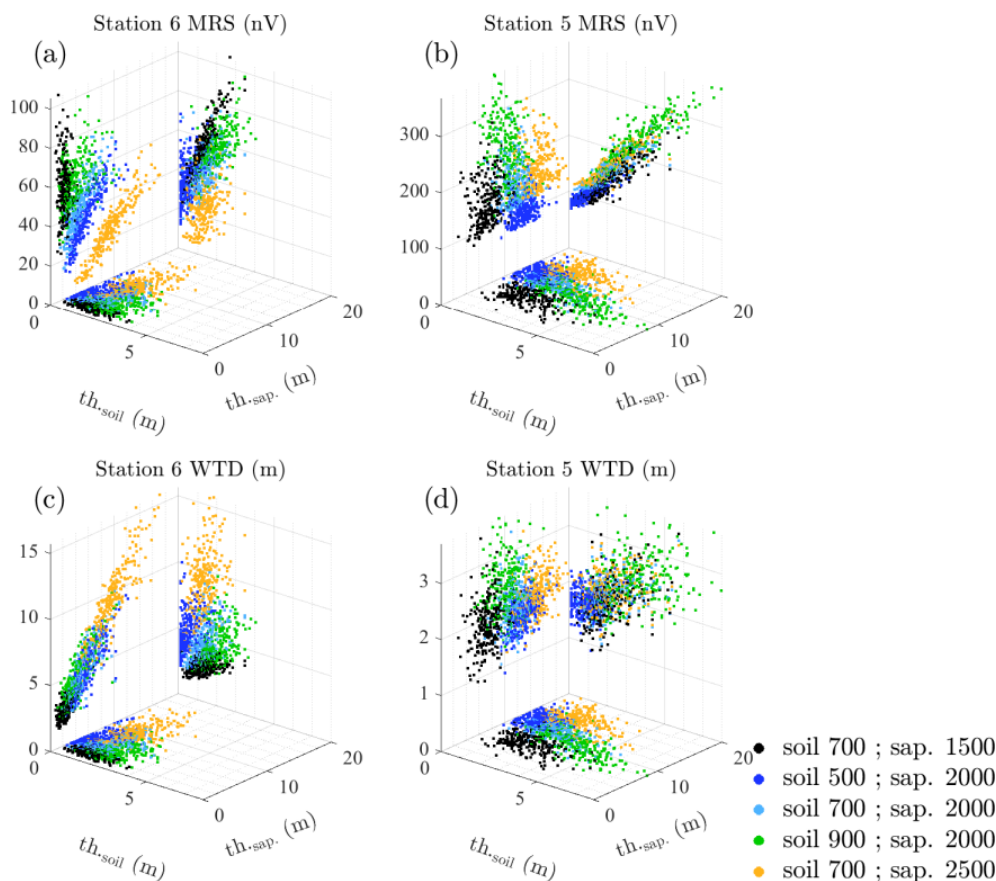 Station 6 MRS (nV)
(a)
100
80
60
40
20
0
0
5
0
10
20
th.soil (m)
th.sap. (m)
Station 5 MRS (nV)
(b)
300
200
100
0
0
5
0
10
20
th.soil (m)
th.sap. (m)
Station 6 WTD (m)
(c)
15
10
5
0
0
5
0
10
20
th.soil (m)
th.sap. (m)
Station 5 WTD (m)
(d)
3
2
1
0
0
5
0
10
20
th.soil (m)
th.sap. (m)
soil 700 ; sap. 1500
soil 500 ; sap. 2000
soil 700 ; sap. 2000
soil 900 ; sap. 2000
soil 700 ; sap. 2500